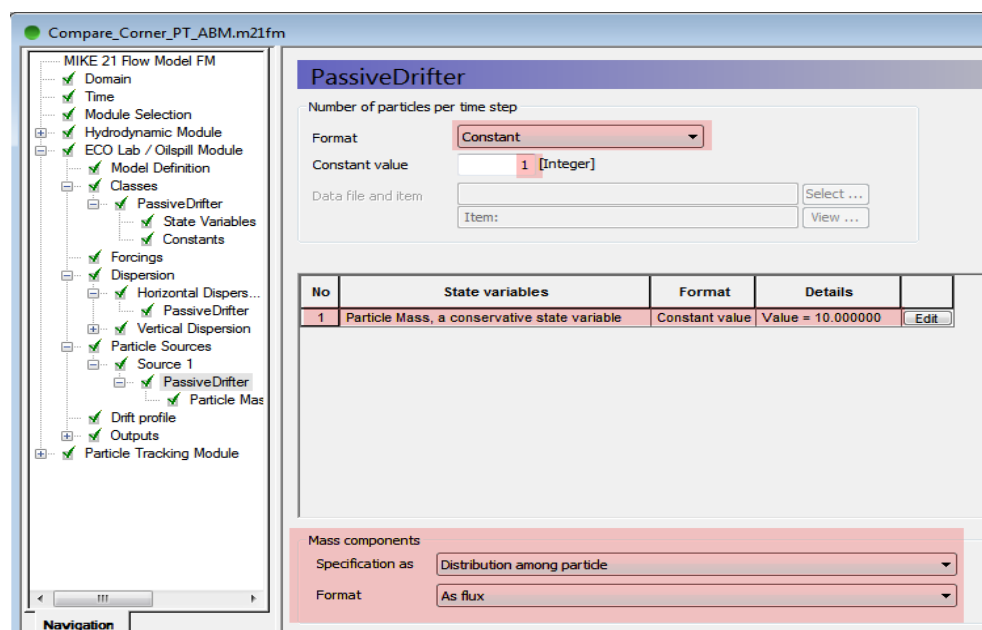 Compare_Corner_PT_ABM.m21fm
MIKE 21 Flow Model FM
Domain
Time
Module Selection
Hydrodynamic Module
ECO Lab / Oilspill Module
Model Definition
Classes
PassiveDrifter
State Variables
Constants
Forcings
Dispersion
Horizontal Dispers...
PassiveDrifter
Vertical Dispersion
Particle Sources
Source 1
PassiveDrifter
Particle Mas
Drift profile
Outputs
Particle Tracking Module
Navigation
PassiveDrifter
Number of particles per time step
Format Constant
Constant value 1 [Integer]
Data file and item Select ...
Item: View ...
No State variables Format Details
1 Particle Mass, a conservative state variable Constant value Value = 10.000000 Edit
Mass components
Specification as Distribution among particle
Format As flux